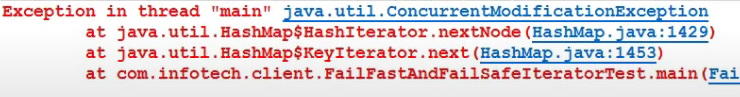 Exception in thread "main" java.util.ConcurrentModificationException
at java.util.HashMap$HashIterator.nextNode(HashMap.java:1429)
at java.util.HashMap$KeyIterator.next(HashMap.java:1453)
at com.infotech.client.FailFastAndFailSafeIteratorTest.main(Fai